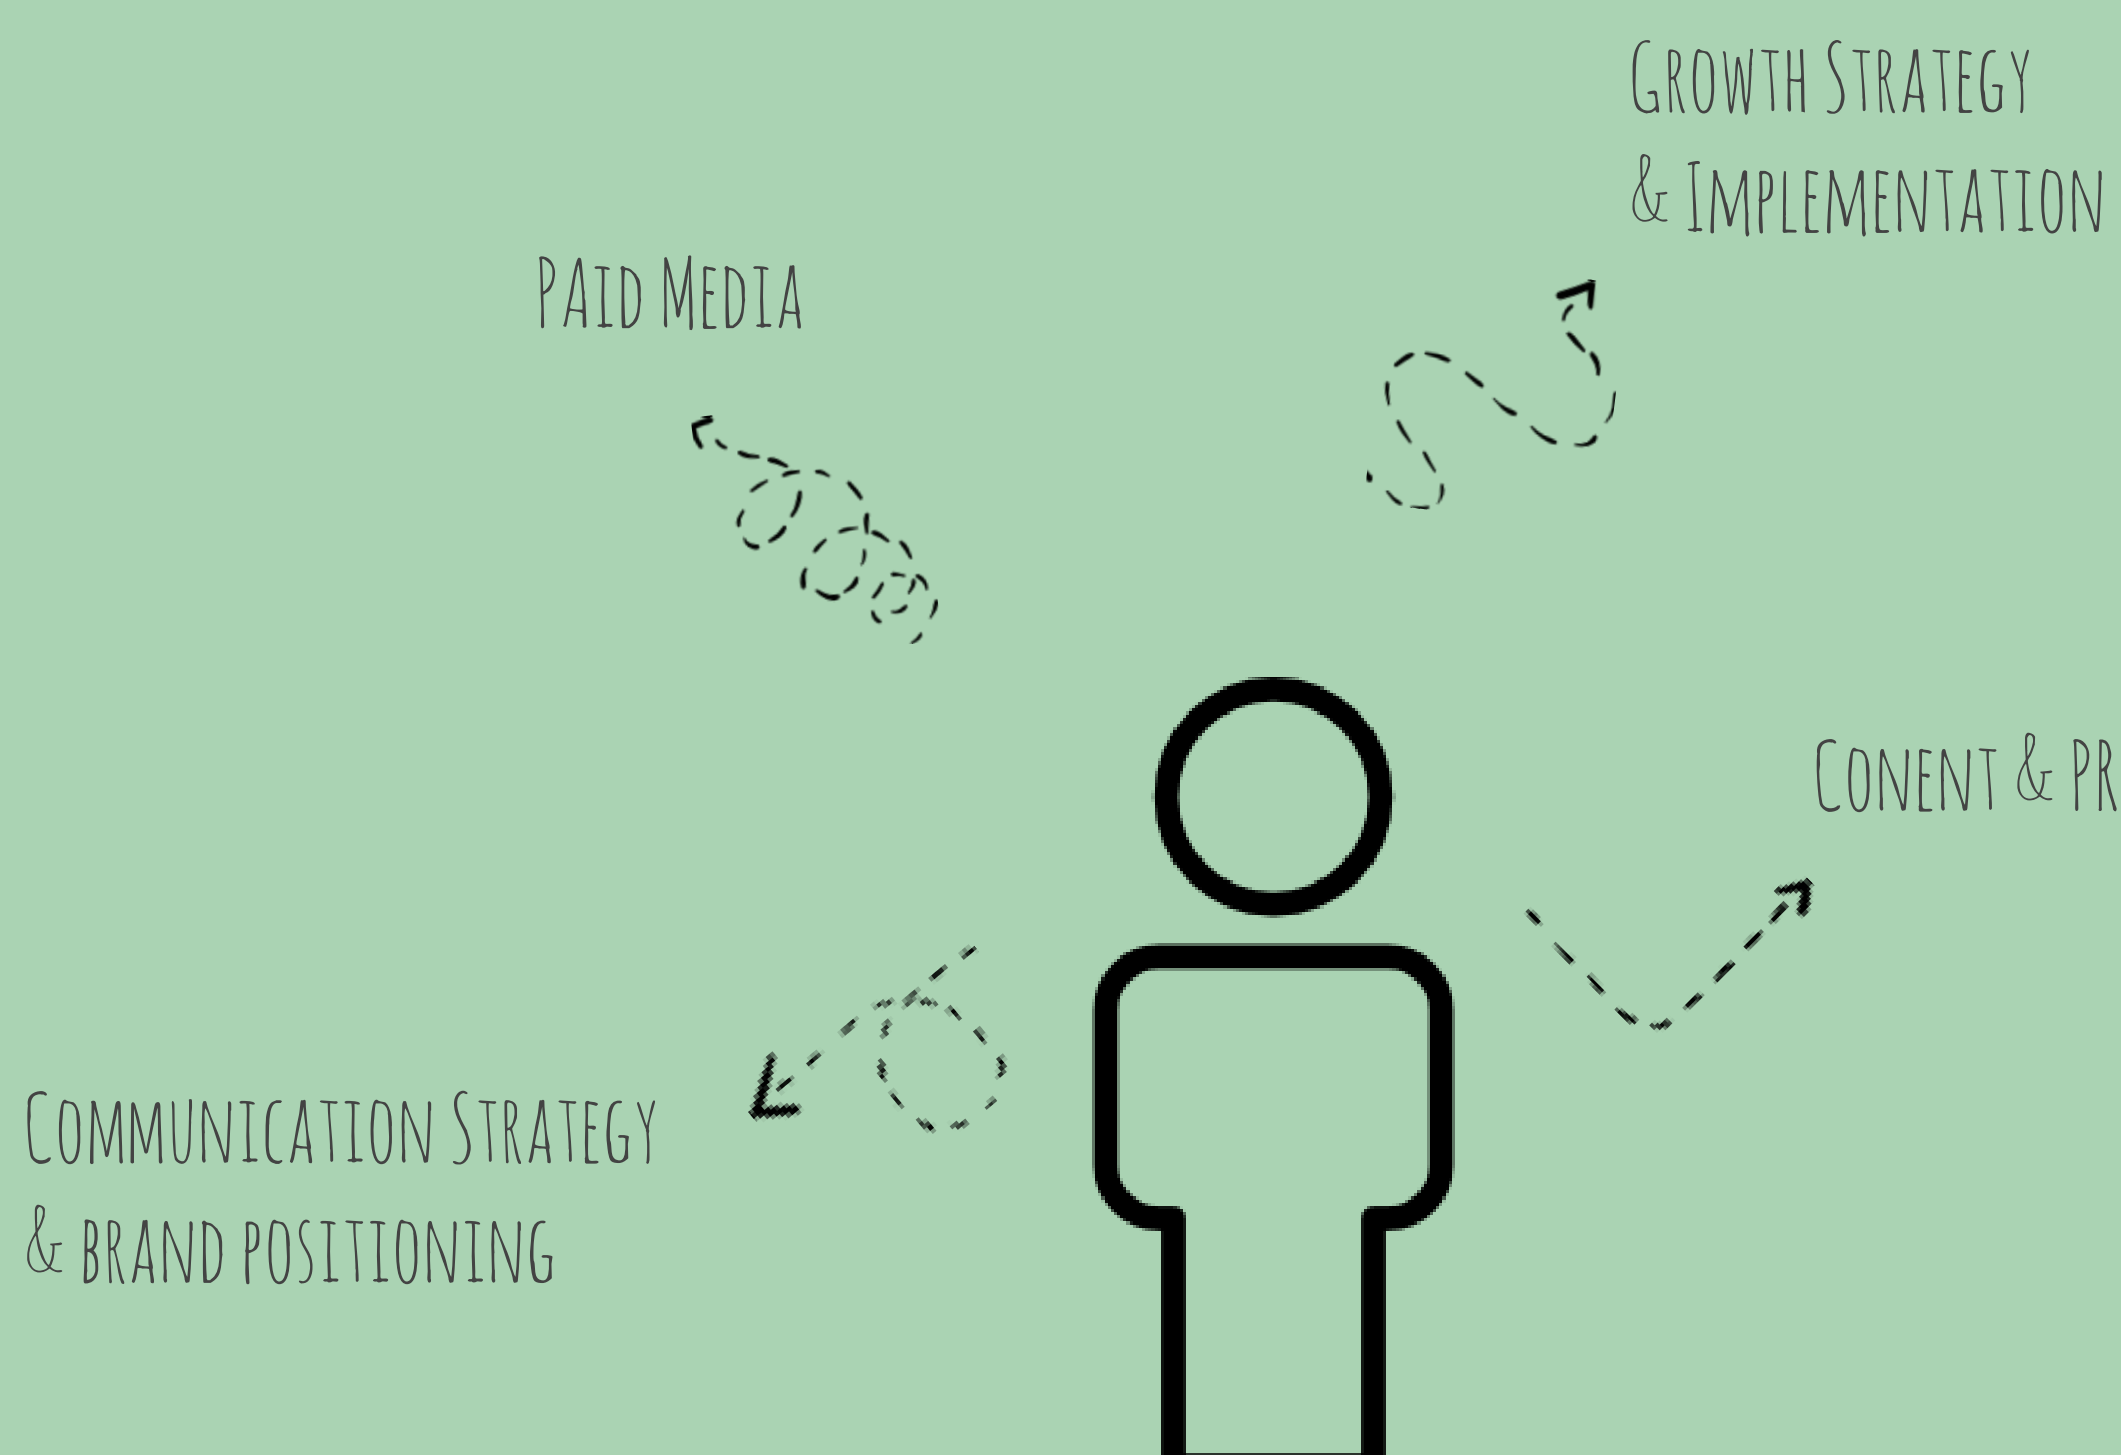 Growth Strategy
& Implementation
Paid Media
Conent & PR
Communication Strategy
& brand positioning